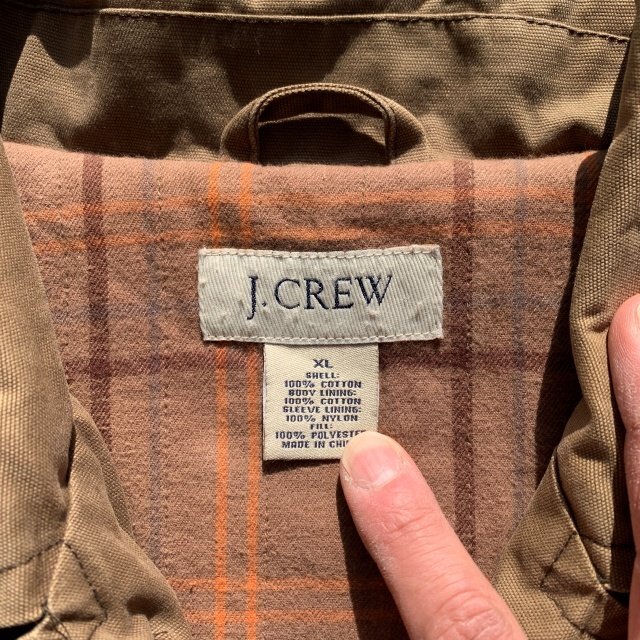 J.CREW
XL
SHELL:
100% COTTON
BODY LINING:
100% COTTON
SLEEVE LINING:
100% NYLON
FILL:
100% POLYESTER
MADE IN